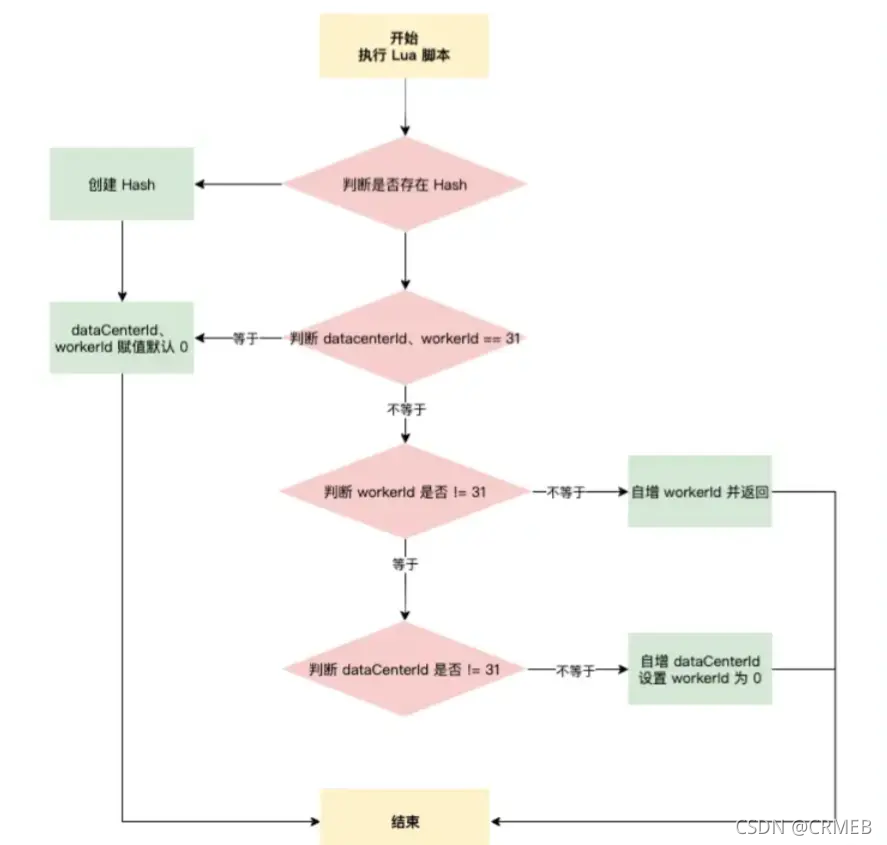 开始
执行 Lua 脚本
创建 Hash
判断是否存在 Hash
dataCenterId、
workerId 赋值默认 0
等于
判断 datacenterId、workerId == 31
不等于
判断 workerId 是否 != 31
不等于
自增 workerId 并返回
等于
判断 dataCenterId 是否 != 31
不等于
自增 dataCenterId
设置 workerId 为 0
结束
CSDN @CRMEB